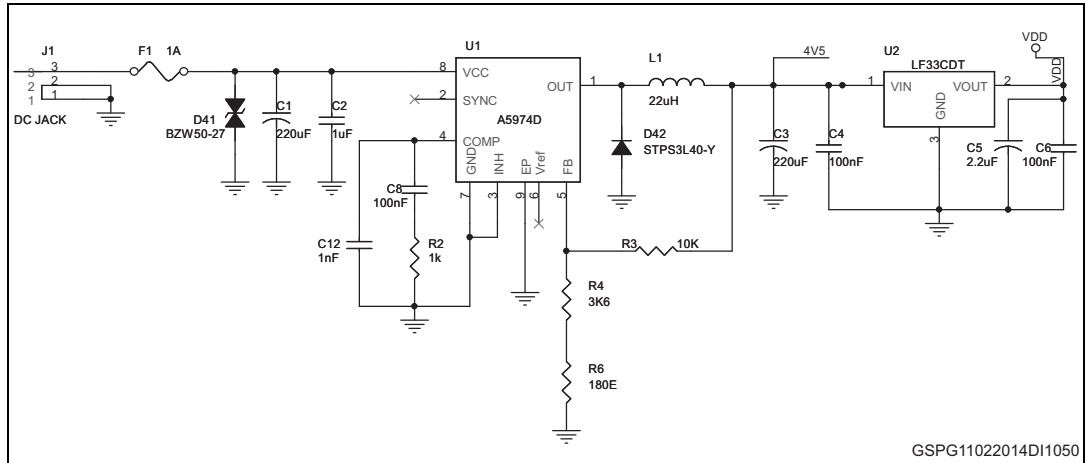 J1
3
3
2
2
1
1
DC JACK
F1 1A
D41
BZW50-27
C1
220uF
C2
1uF
U1
8
VCC
2
SYNC
4
COMP
A5974D
OUT
1
GND
INH
EP
Vref
FB
7
3
9
6
5
C8
100nF
C12
1nF
R2
1k
L1
22uH
D42
STPS3L40-Y
R3
10K
R4
3K6
R6
180E
4V5
C3
220uF
C4
100nF
U2
LF33CDT
1
VIN
VOUT
2
GND
3
VDD
VDD
C5
2.2uF
C6
100nF
GSPG11022014DI1050